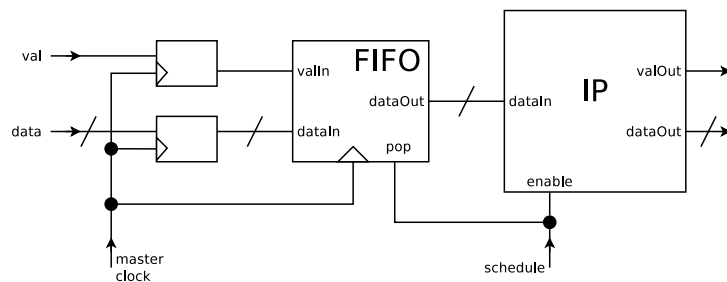 val
data
valIn
dataIn
FIFO
dataOut
pop
dataIn
IP
valOut
dataOut
enable
master
clock
schedule